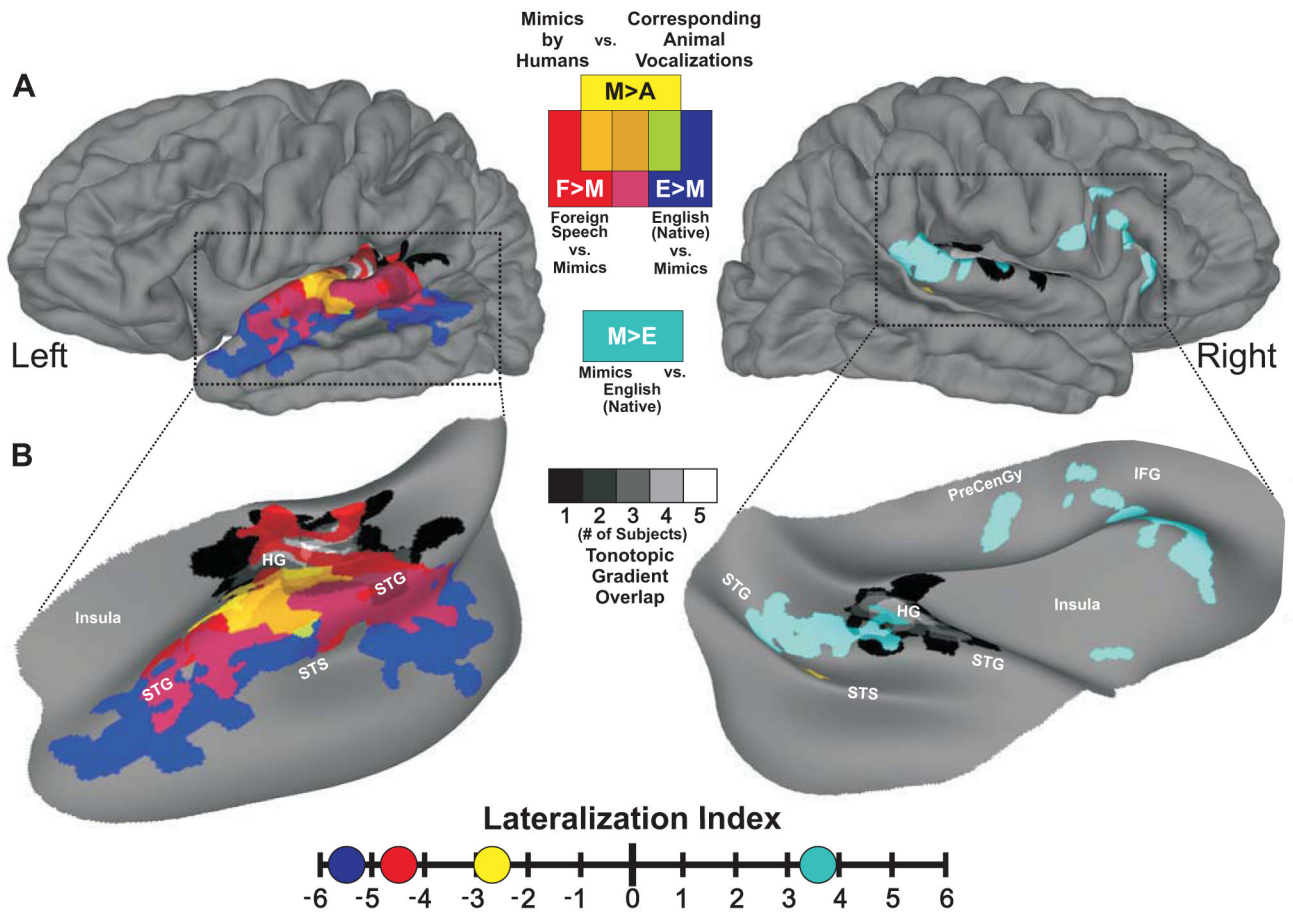 Mimics by Humans vs. Corresponding Animal Vocalizations
A
M>A
F>M
E>M
Foreign Speech vs. Mimics
English (Native) vs. Mimics
Left
M>E
Right
Mimics vs. English (Native)
B
1 2 3 4 5
(# of Subjects)
Tonotopic
Gradient
Overlap
HG
STG
Insula
STS
STG
PreCenGy
IFG
STG
HG
Insula
STG
STS
Lateralization Index
-6 -5 -4 -3 -2 -1 0 1 2 3 4 5 6